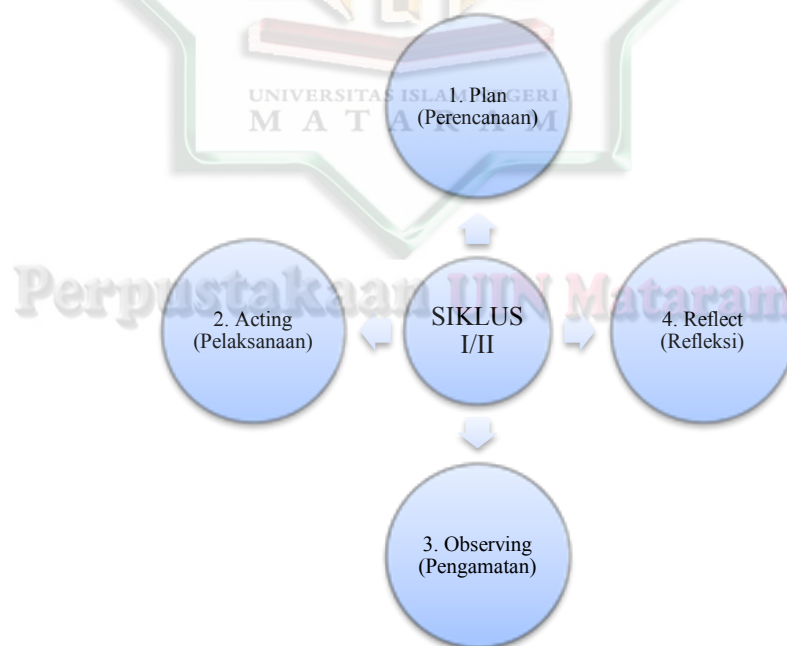 UNIVERSITAS ISLAM NEGERI
MATARAM
1. Plan
(Perencanaan)
Perpustakaan UIN Mataram
2. Acting
(Pelaksanaan)
SIKLUS
I/II
4. Reflect
(Refleksi)
3. Observing
(Pengamatan)